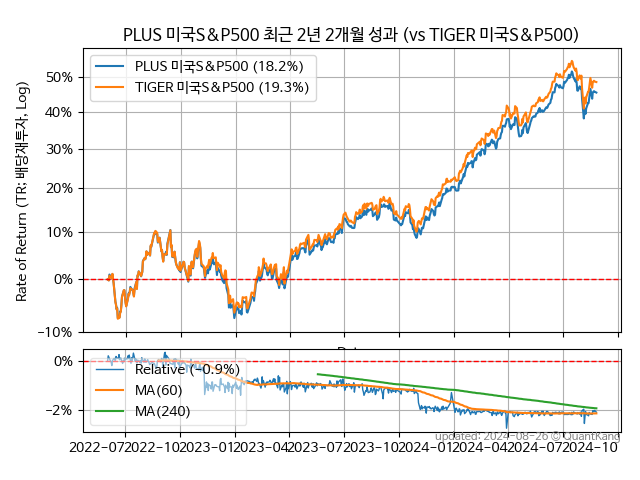 PLUS 미국S&P500 최근 2년 2개월 성과 (vs TIGER 미국S&P500)
PLUS 미국S&P500 (18.2%)
TIGER 미국S&P500 (19.3%)
Rate of Return (TR: 배당재투자, Log)
50%
40%
30%
20%
10%
0%
−10%
Relative (−0.9%)
MA(60)
MA(240)
0%
−2%
updated: 2024-08-26 © QuantKang
2022-07 2022-10 2023-01 2023-04 2023-07 2023-10 2024-01 2024-04 2024-07 2024-10